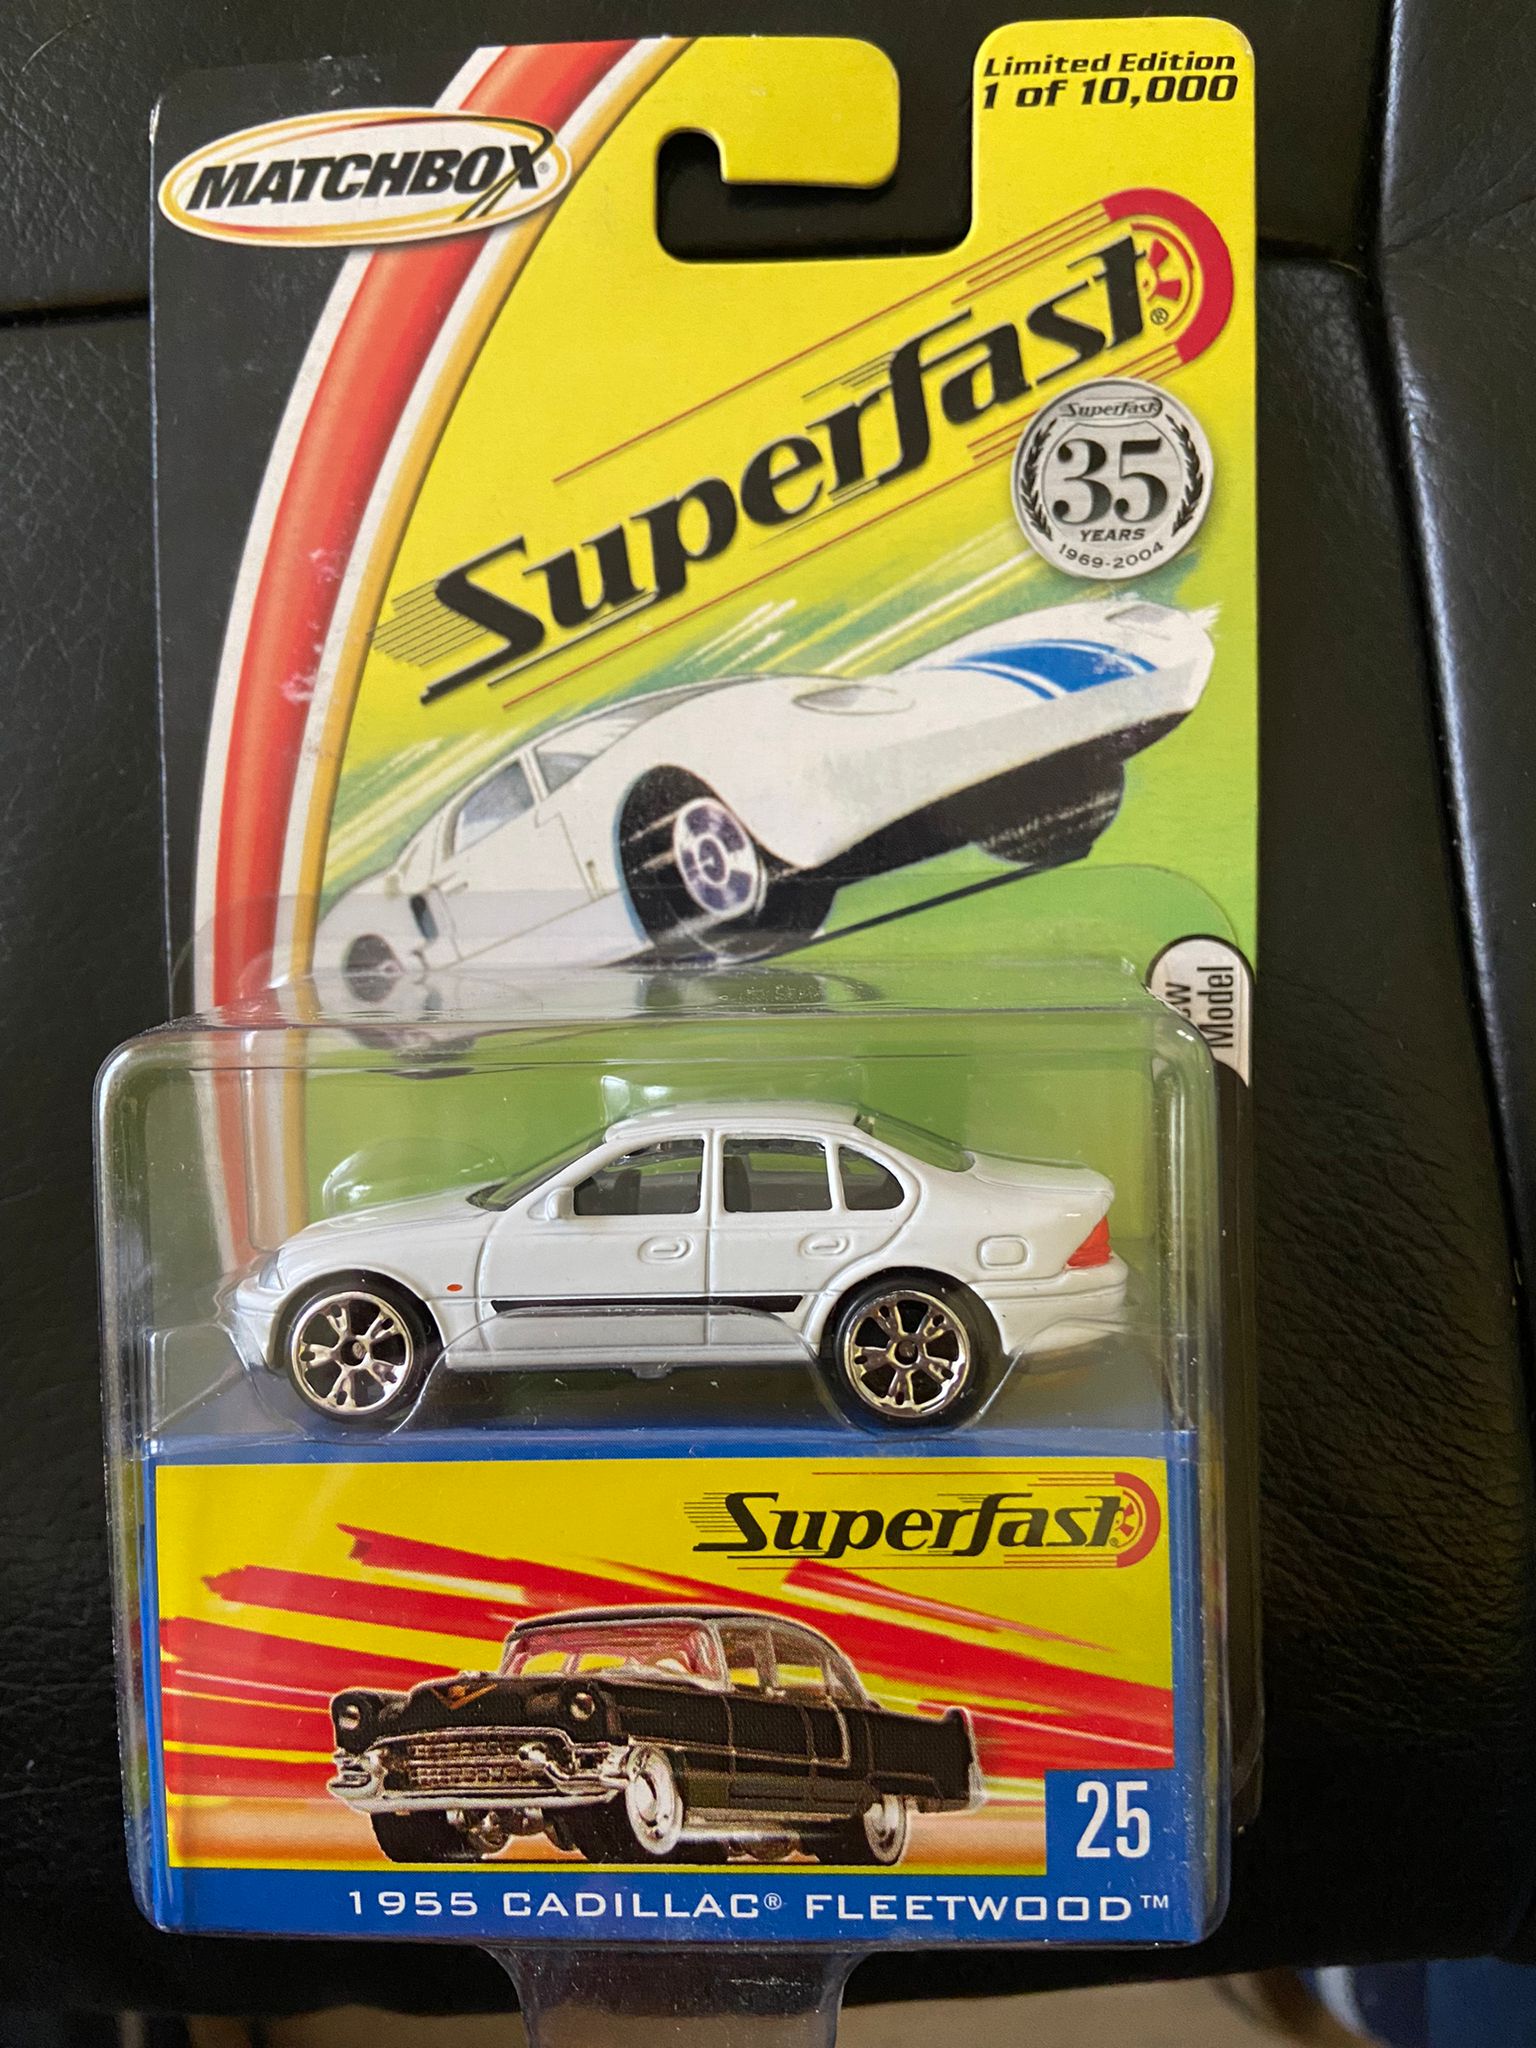 Limited Edition
1 of 10,000
MATCHBOX®
Superfast®
Superfast
35
YEARS
1969-2004
Model
Superfast
25
1955 CADILLAC® FLEETWOOD™